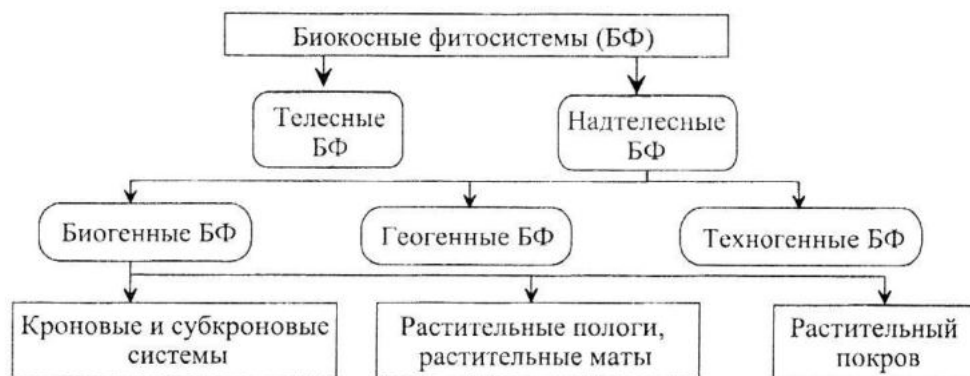 Биокосные фитосистемы (БФ)
Телесные
БФ
Надтелесные
БФ
Биогенные БФ
Геогенные БФ
Техногенные БФ
Кроновые и субкроновые
системы
Растительные пологи,
растительные маты
Растительный
покров